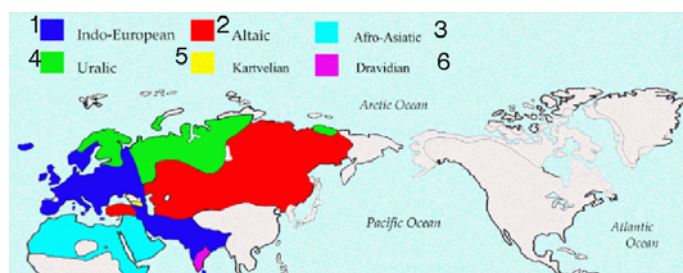 1 Indo-European 2 Altaic Afro-Asiatic 3
4 Uralic 5 Kartvelian Dravidian 6
Arctic Ocean
Pacific Ocean
Atlantic
Ocean